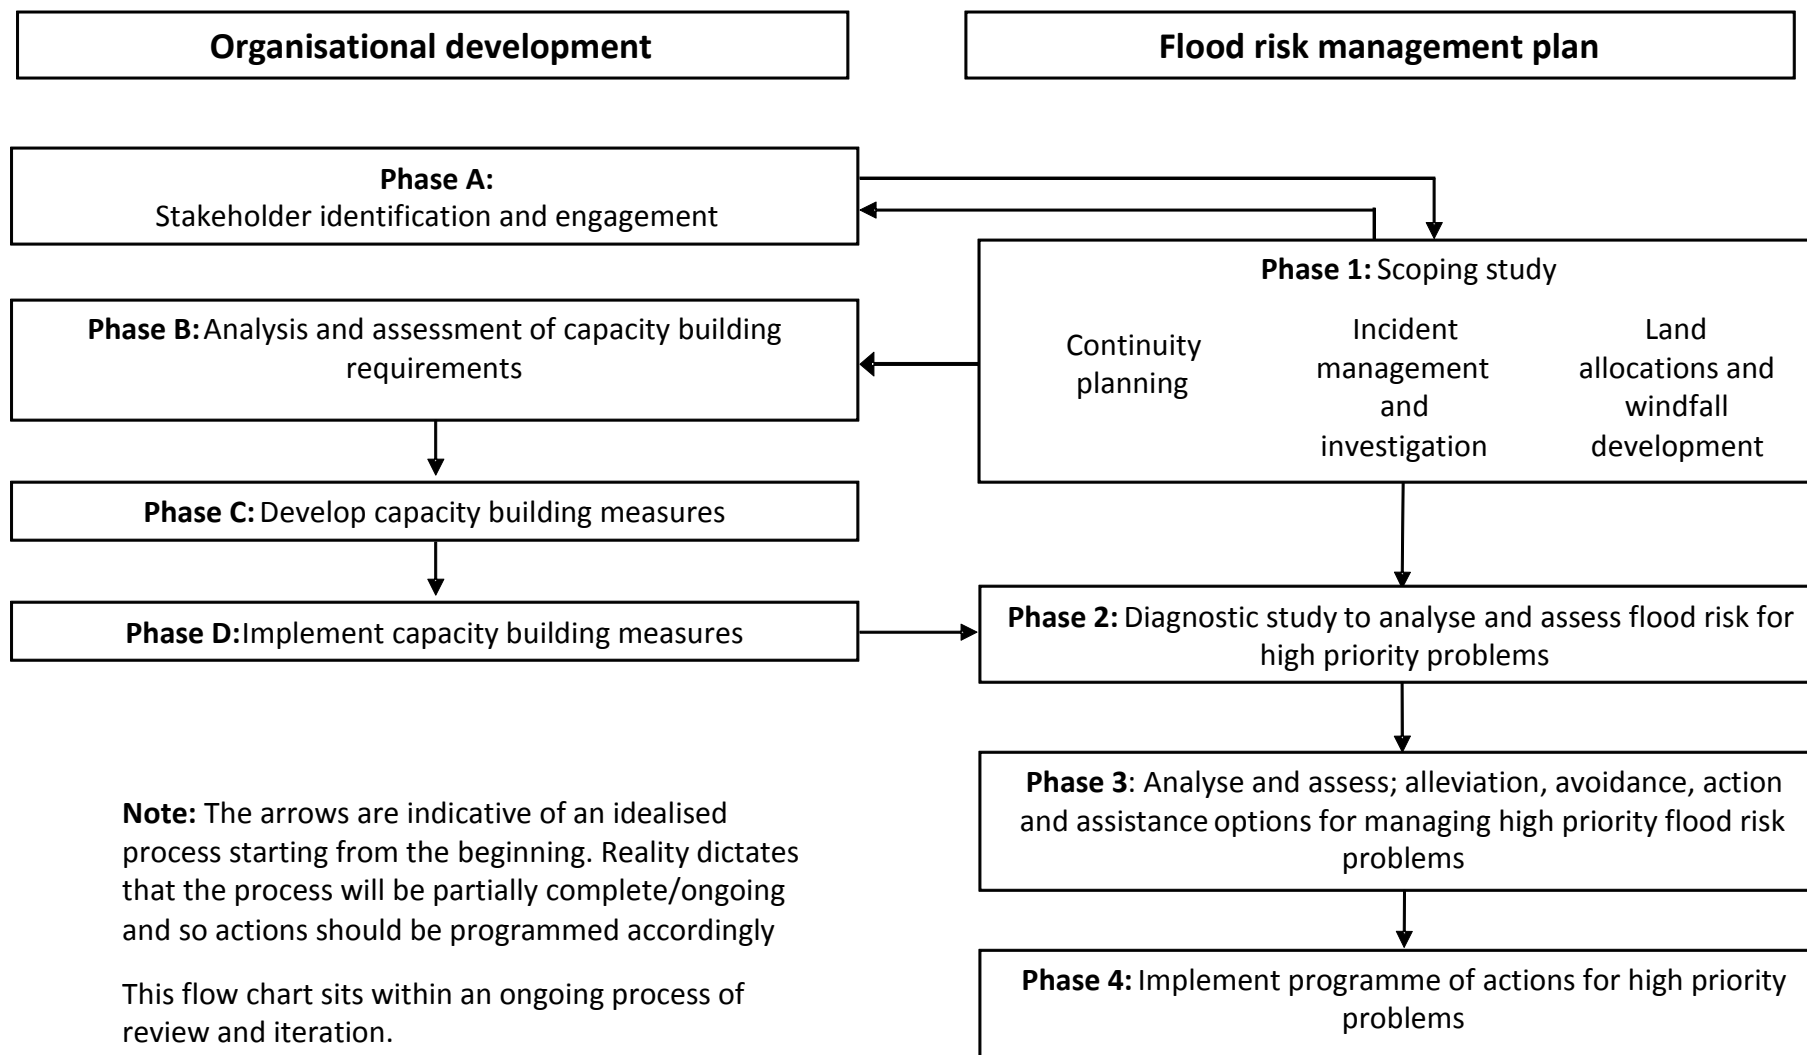 Organisational development
Flood risk management plan
Phase A:
Stakeholder identification and engagement
Phase 1: Scoping study
Continuity
planning
Incident
management
and
investigation
Land
allocations and
windfall
development
Phase B: Analysis and assessment of capacity building
requirements
Phase C: Develop capacity building measures
Phase D: Implement capacity building measures
Phase 2: Diagnostic study to analyse and assess flood risk for
high priority problems
Phase 3: Analyse and assess; alleviation, avoidance, action
and assistance options for managing high priority flood risk
problems
Phase 4: Implement programme of actions for high priority
problems
Note: The arrows are indicative of an idealised
process starting from the beginning. Reality dictates
that the process will be partially complete/ongoing
and so actions should be programmed accordingly
This flow chart sits within an ongoing process of
review and iteration.